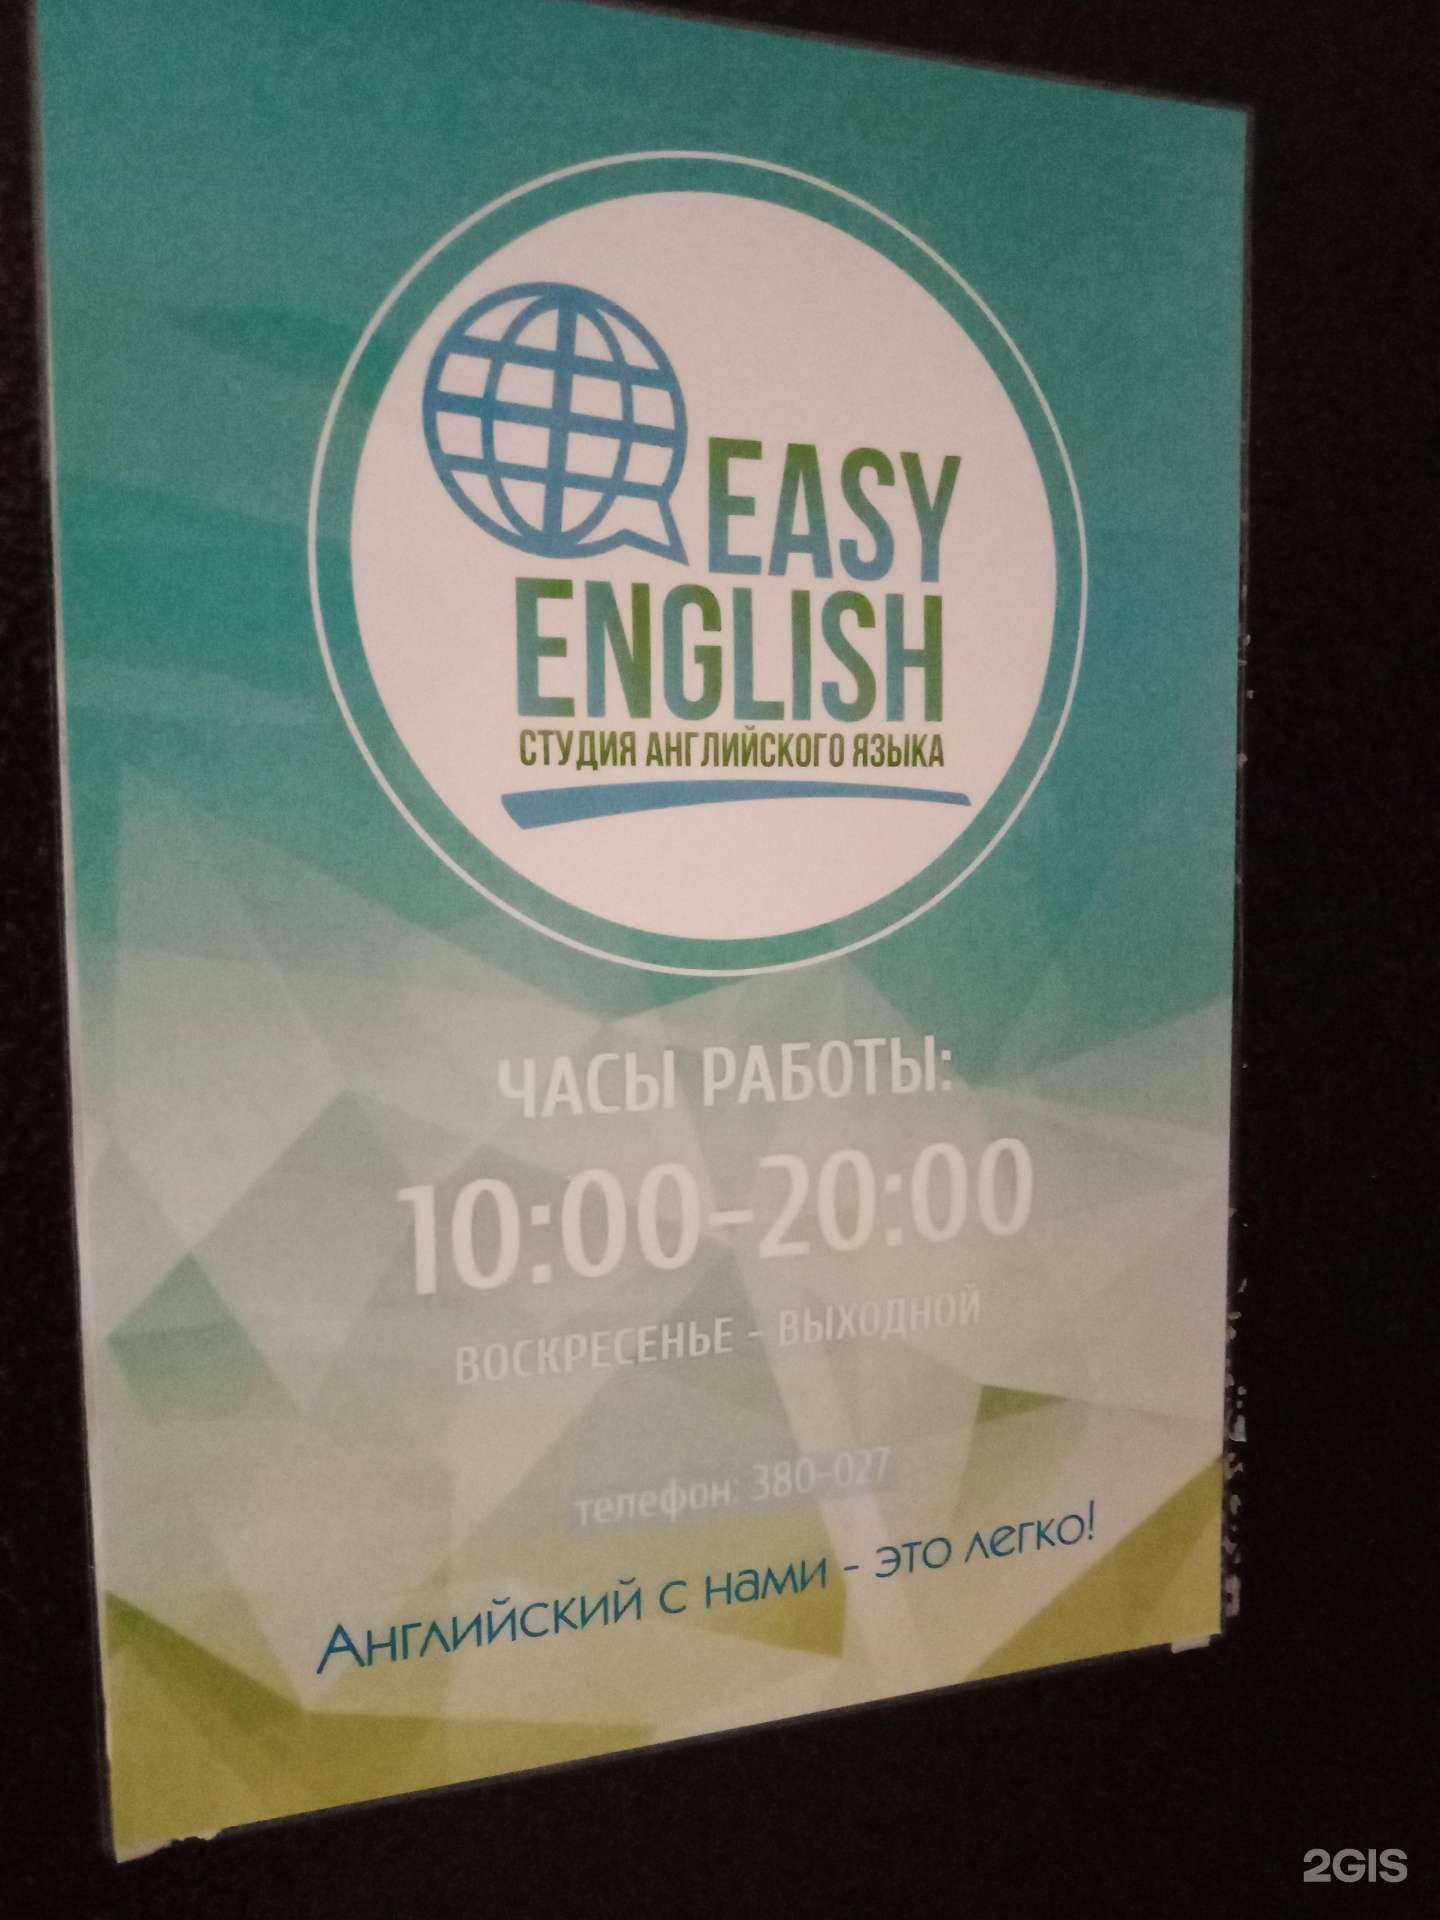 EASY
ENGLISH
СТУДИЯ АНГЛИЙСКОГО ЯЗЫКА
ЧАСЫ РАБОТЫ:
10:00-20:00
ВОСКРЕСЕНЬЕ - ВЫХОДНОЙ
телефон: 380-027
Английский с нами - это легко!
2GIS